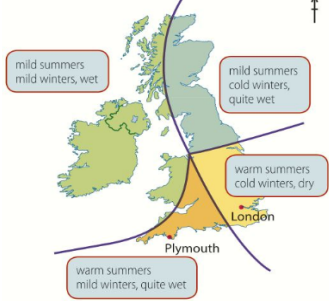 mild summers
mild winters, wet
mild summers
cold winters,
quite wet
warm summers
cold winters, dry
London
Plymouth
warm summers
mild winters, quite wet